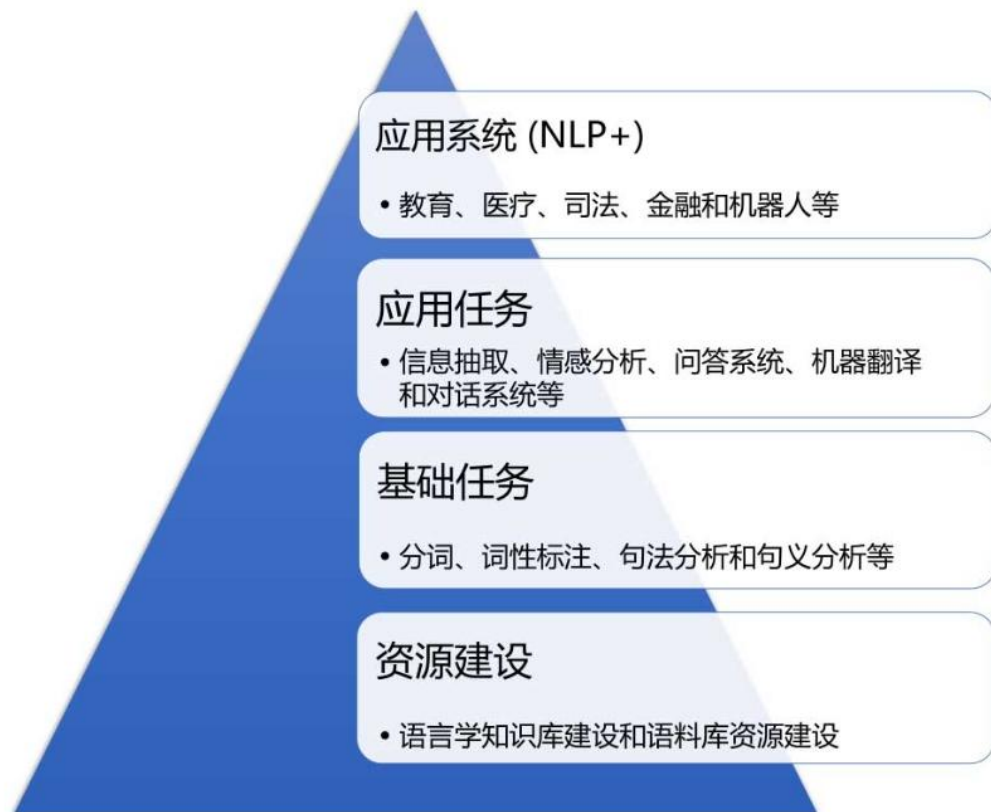 应用系统 (NLP+)
• 教育、医疗、司法、金融和机器人等
应用任务
• 信息抽取、情感分析、问答系统、机器翻译
和对话系统等
基础任务
• 分词、词性标注、句法分析和句义分析等
资源建设
• 语言学知识库建设和语料库资源建设